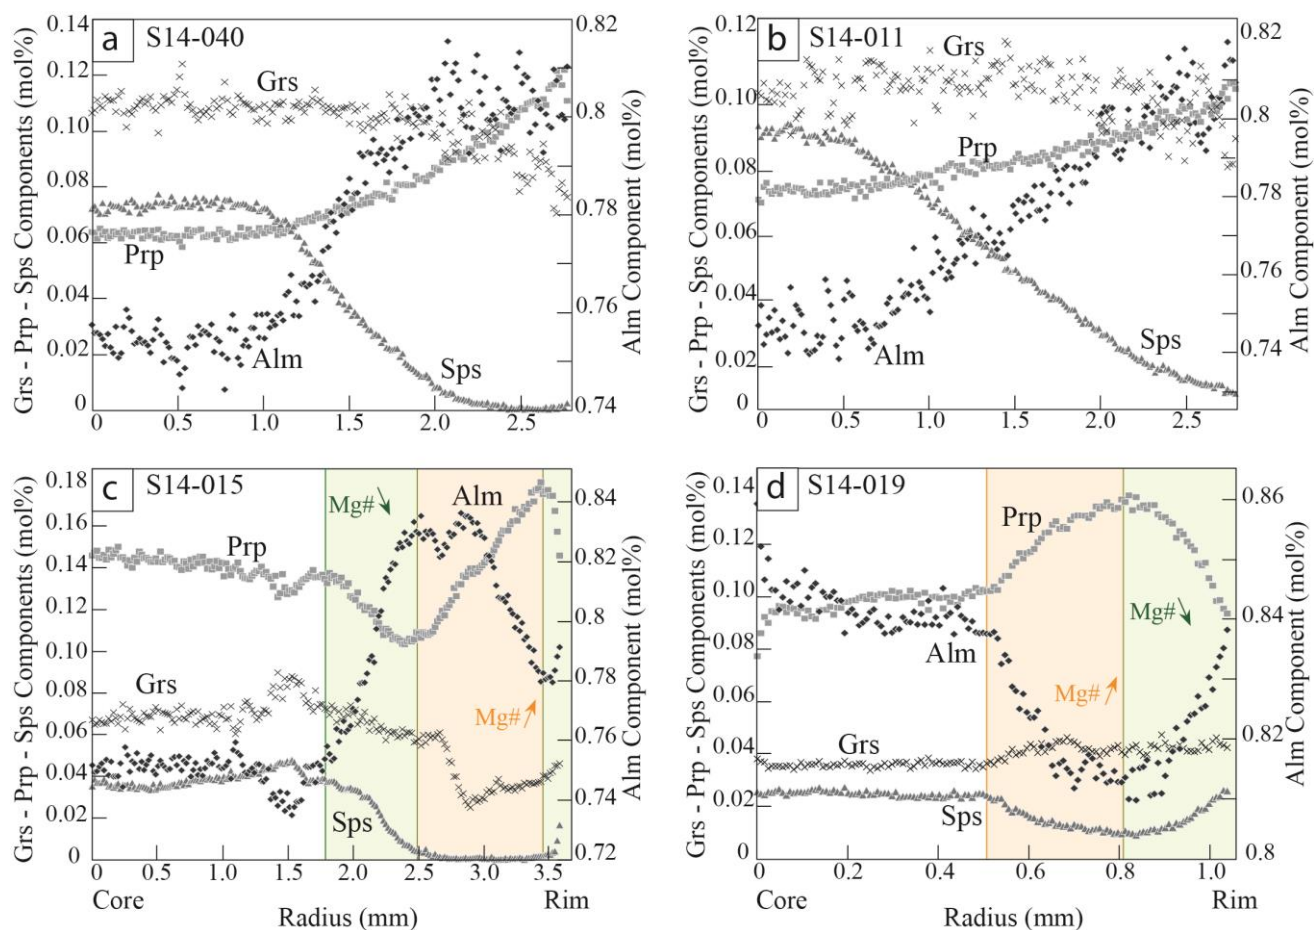 a S14-040
Grs
Prp
Alm
Sps
Grs - Prp - Sps Components (mol%)
0.14
0.12
0.10
0.08
0.06
0.04
0.02
0
0.82
0.8
0.78
0.76
0.74
Alm Component (mol%)
0 0.5 1.0 1.5 2.0 2.5
b S14-011
Grs
Prp
Alm
Sps
Grs - Prp - Sps Components (mol%)
0.12
0.10
0.08
0.06
0.04
0.02
0
0.82
0.8
0.78
0.76
0.74
Alm Component (mol%)
0 0.5 1.0 1.5 2.0 2.5
c S14-015
Mg# ↘
Alm
Prp
Grs
Mg# ↗
Sps
Grs - Prp - Sps Components (mol%)
0.18
0.16
0.14
0.12
0.10
0.08
0.06
0.04
0.02
0
0.84
0.82
0.8
0.78
0.76
0.74
0.72
Alm Component (mol%)
0 0.5 1.0 1.5 2.0 2.5 3.0 3.5
Core Radius (mm) Rim
d S14-019
Prp
Mg# ↘
Alm
Mg# ↗
Grs
Sps
Grs - Prp - Sps Components (mol%)
0.14
0.12
0.10
0.08
0.06
0.04
0.02
0
0.86
0.84
0.82
0.8
Alm Component (mol%)
0 0.2 0.4 0.6 0.8 1.0
Core Radius (mm) Rim